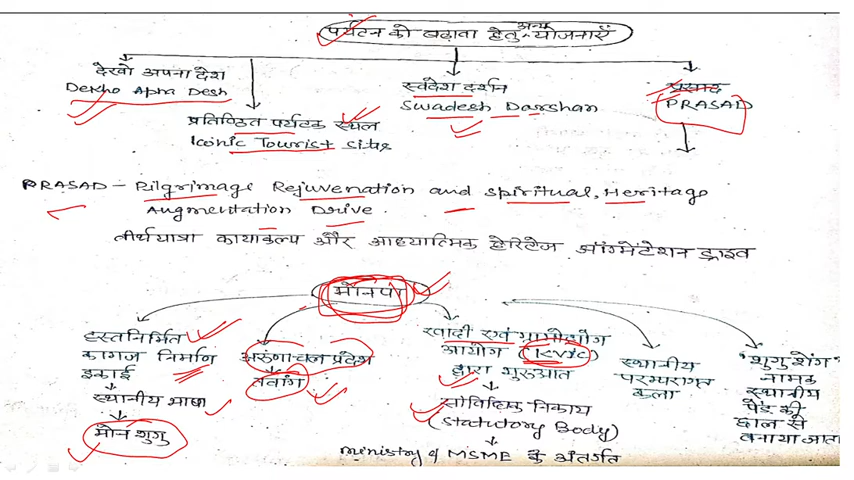 पर्यटन को बढ़ावा हेतु अन्य योजनाएँ
देखो अपना देश
Dekho Apna Desh
प्रतिष्ठित पर्यटक स्थल
Iconic Tourist Sites
स्वदेश दर्शन
Swadesh Darshan
प्रसाद
PRASAD
PRASAD - Pilgrimage Rejuvenation and spiritual, Heritage
Augmentation Drive.
तीर्थयात्रा कायाकल्प और आध्यात्मिक हेरिटेज ऑगमेंटेशन ड्राइव
मोनपा
हस्तनिर्मित
कागज निर्माण
इकाई
स्थानीय भाषा
मोन शुगु
अरुणाचल प्रदेश
तवांग
खादी एवं ग्रामोद्योग
आयोग (KVIC)
द्वारा शुरुआत
सांविधिक निकाय
(Statutory Body)
ministry of MSME के अंतर्गत
स्थानीय
परम्परागत
कला
"शुगु शेंग"
नामक
स्थानीय
पेड़ की
छाल से
बनाया जाता